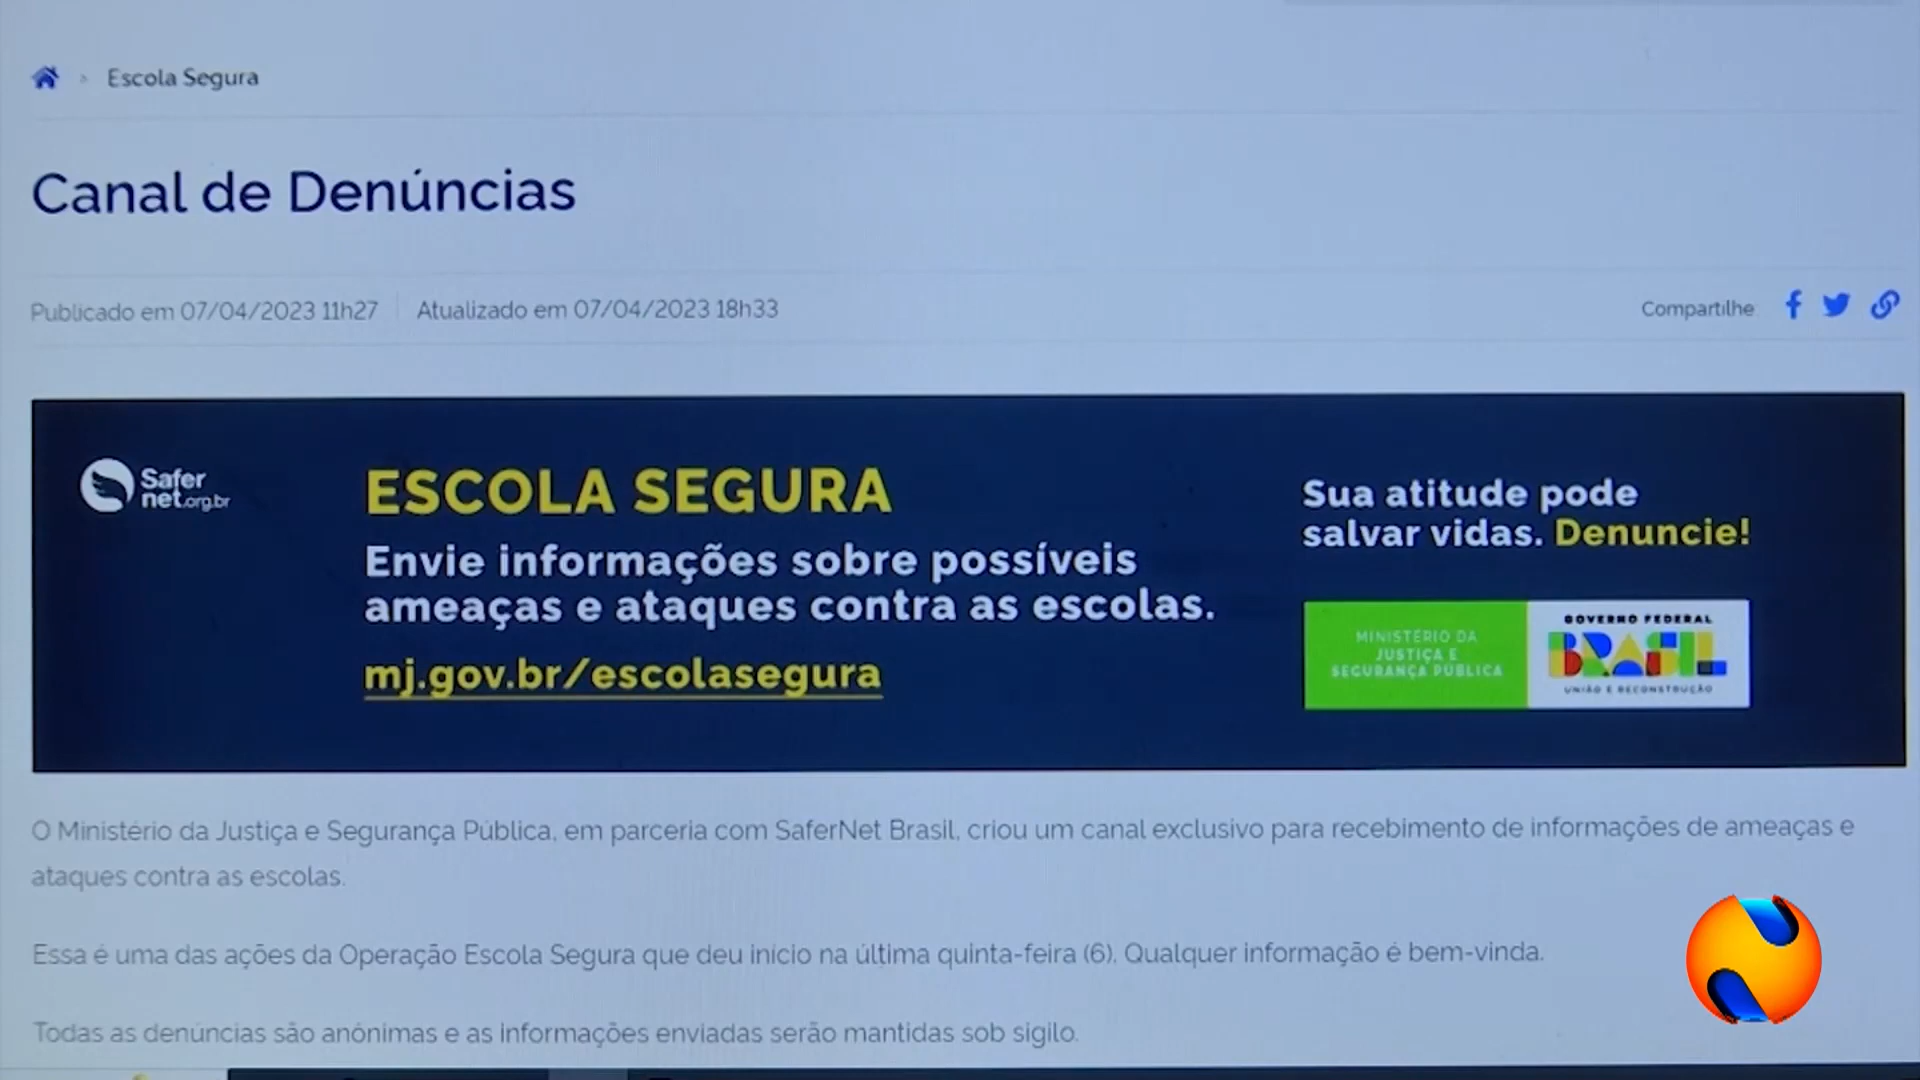 Escola Segura
Canal de Denúncias
Publicado em 07/04/2023 11h27
Atualizado em 07/04/2023 18h33
Compartilhe
Safer
net.org.br
ESCOLA SEGURA
Envie informações sobre possíveis
ameaças e ataques contra as escolas.
mj.gov.br/escolasegura
Sua atitude pode
salvar vidas. Denuncie!
MINISTÉRIO DA
JUSTIÇA E
SEGURANÇA PÚBLICA
GOVERNO FEDERAL
BRASIL
UNIÃO E RECONSTRUÇÃO
O Ministério da Justiça e Segurança Pública, em parceria com SaferNet Brasil, criou um canal exclusivo para recebimento de informações de ameaças e
ataques contra as escolas.
Essa é uma das ações da Operação Escola Segura que deu início na última quinta-feira (6). Qualquer informação é bem-vinda.
Todas as denúncias são anônimas e as informações enviadas serão mantidas sob sigilo.